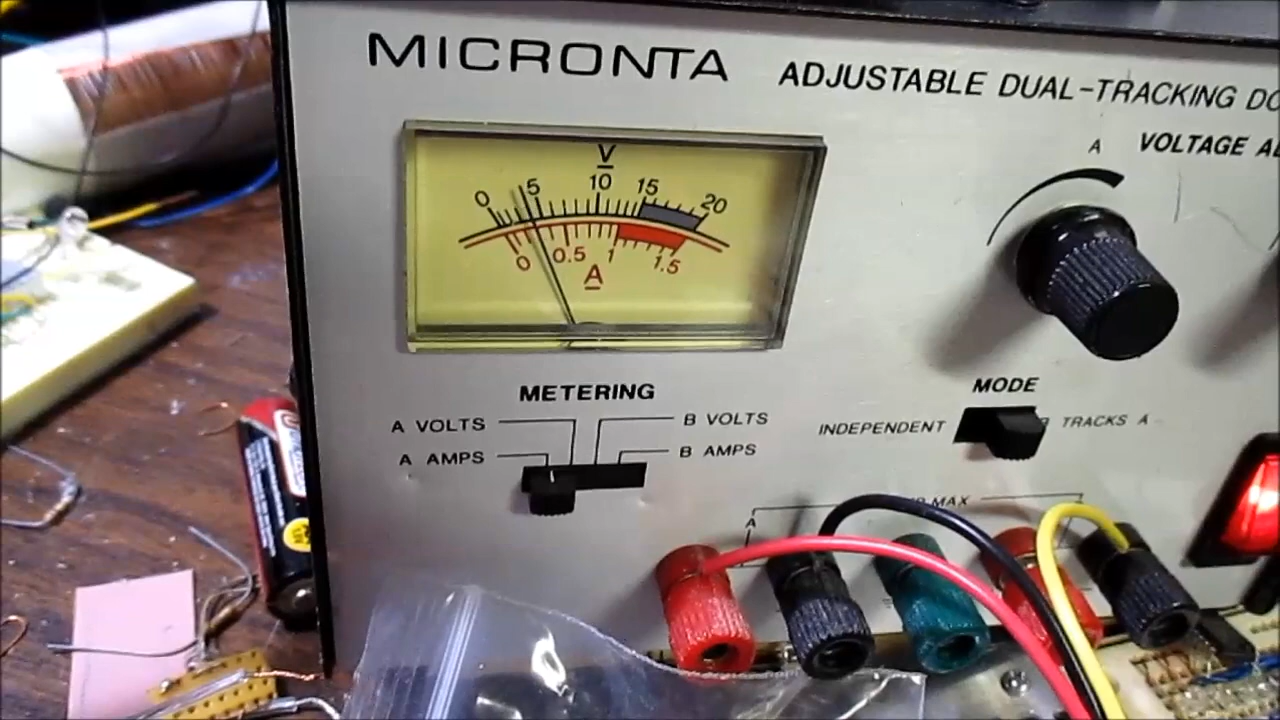 MICRONTA
ADJUSTABLE DUAL-TRACKING
VOLTAGE
A
V
0 5 10 15 20
0 0.5 1 1.5
A
METERING
A VOLTS
B VOLTS
A AMPS
B AMPS
MODE
INDEPENDENT
TRACKS A
MAX
A